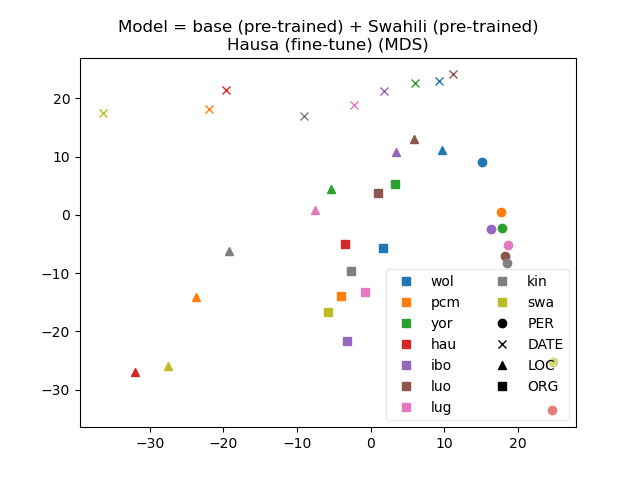 Model = base (pre-trained) + Swahili (pre-trained)
Hausa (fine-tune) (MDS)
20
10
0
−10
−20
−30
−30
−20
−10
0
10
20
wol
pcm
yor
hau
ibo
luo
lug
kin
swa
PER
DATE
LOC
ORG